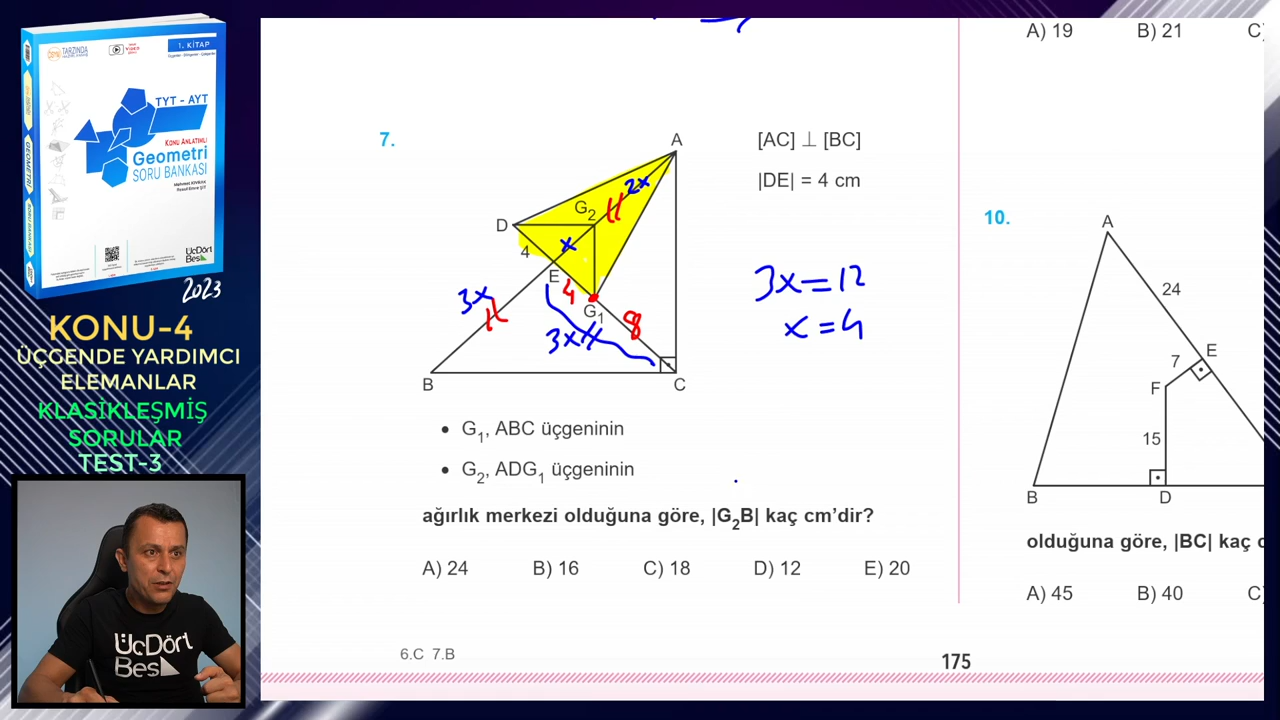 1. KİTAP
TYT - AYT
KONU ANLATIMLI
Geometri
SORU BANKASI
GEOMETRİ
ÜçDört
Beş
2023
KONU-4
ÜÇGENDE YARDIMCI
ELEMANLAR
KLASİKLEŞMİŞ
SORULAR
TEST-3
ÜçDört
Beş
A) 19 B) 21 C)
7.
A
D
G2
2x
4
x
E
4
G1
8
3x
3x
B
C
[AC] ⊥ [BC]
|DE| = 4 cm
3x = 12
x = 4
• G1, ABC üçgeninin
• G2, ADG1 üçgeninin
ağırlık merkezi olduğuna göre, |G2B| kaç cm'dir?
A) 24 B) 16 C) 18 D) 12 E) 20
6.C 7.B
175
10.
A
24
E
7
F
15
B
D
olduğuna göre, |BC| kaç c
A) 45 B) 40 C)